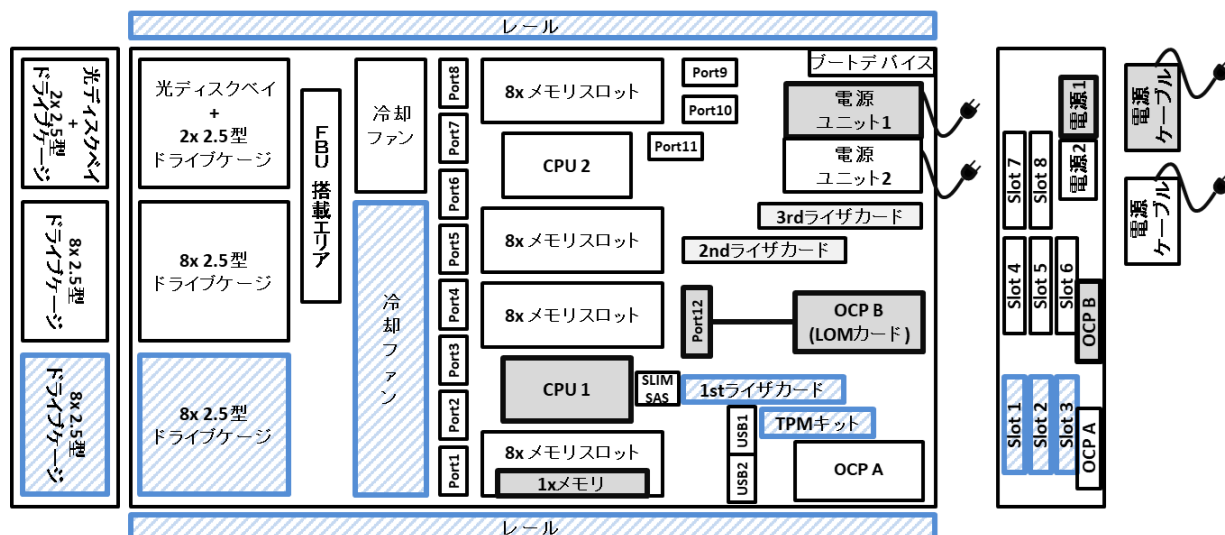 レール
光ディスクベイ
+
2x 2.5型
ドライブケージ
8x 2.5型
ドライブケージ
8x 2.5型
ドライブケージ
光ディスクベイ
+
2x 2.5型
ドライブケージ
8x 2.5型
ドライブケージ
8x 2.5型
ドライブケージ
FBU 搭載エリア
冷却
ファン
冷却ファン
Port8
Port7
Port6
Port5
Port4
Port3
Port2
Port1
8x メモリスロット
CPU 2
8x メモリスロット
8x メモリスロット
CPU 1
8x メモリスロット
1xメモリ
SLIM
SAS
Port9
Port10
Port11
Port12
ブートデバイス
電源
ユニット1
電源
ユニット2
3rdライザカード
2ndライザカード
OCP B
(LOMカード)
1stライザカード
TPMキット
USB1
USB2
OCP A
レール
電源1
電源2
Slot 7
Slot 8
Slot 4
Slot 5
Slot 6
OCP B
Slot 1
Slot 2
Slot 3
OCP A
電源
ケーブル
電源
ケーブル